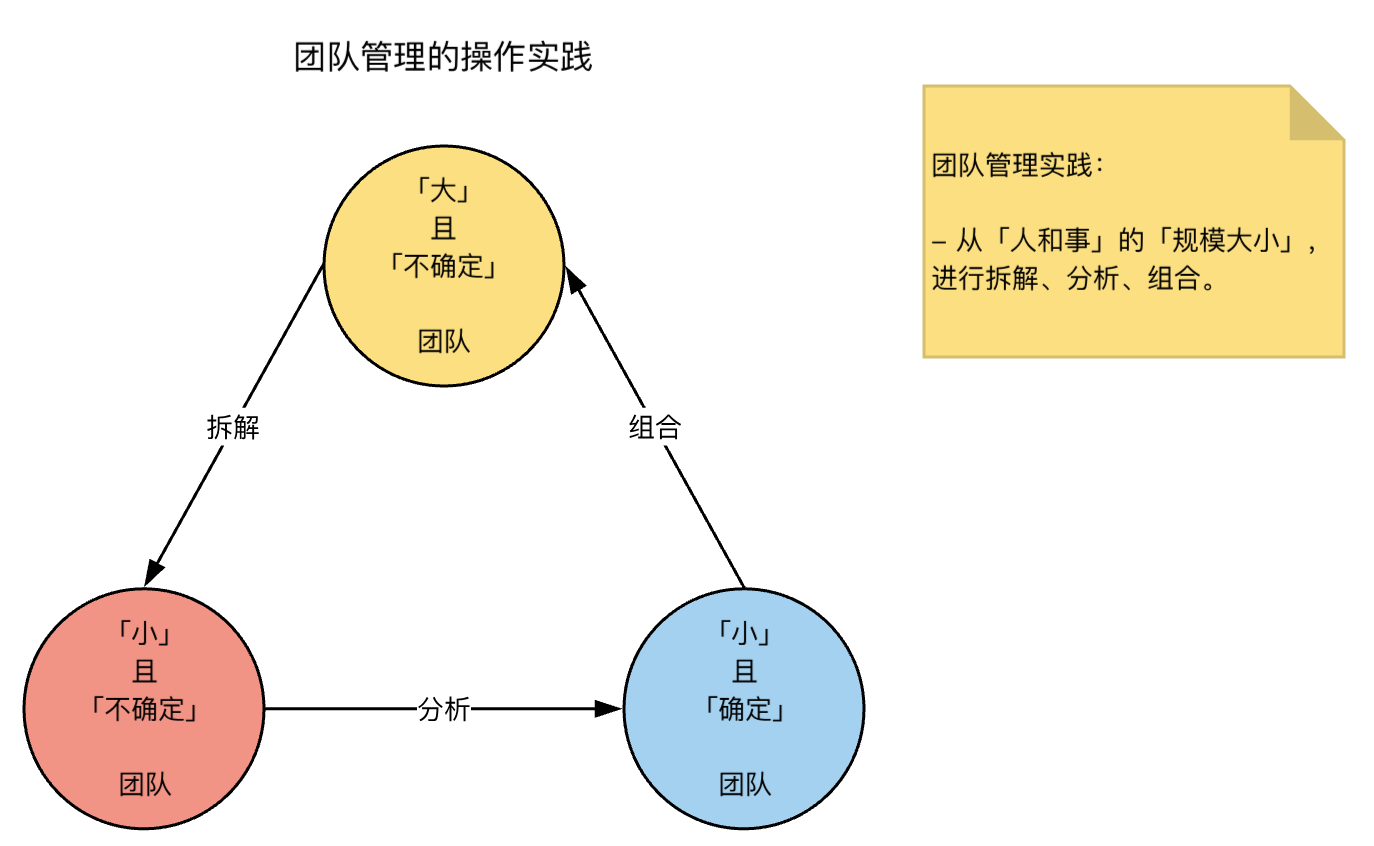 团队管理的操作实践
「大」
且
「不确定」
团队
拆解
组合
「小」
且
「不确定」
团队
分析
「小」
且
「确定」
团队
团队管理实践：
– 从「人和事」的「规模大小」，
进行拆解、分析、组合。